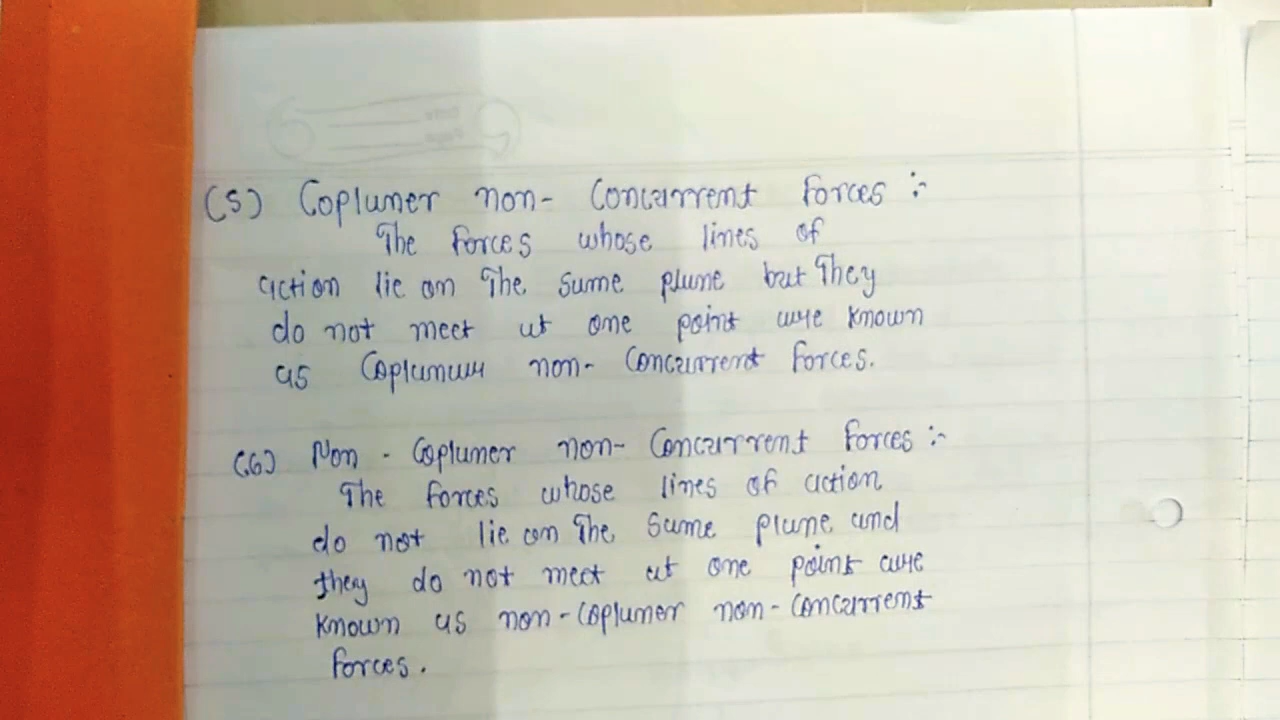 (5) Coplaner non- Concurrent Forces :-
The Forces whose lines of
action lie on The same plane but They
do not meet at one point are known
as Coplanar non- Concurrent Forces.
(6) Non - Coplaner non- Concurrent Forces :-
The Forces whose lines of action
do not lie on The same plane and
they do not meet at one point are
known as non-Coplaner non-Concurrent
Forces.